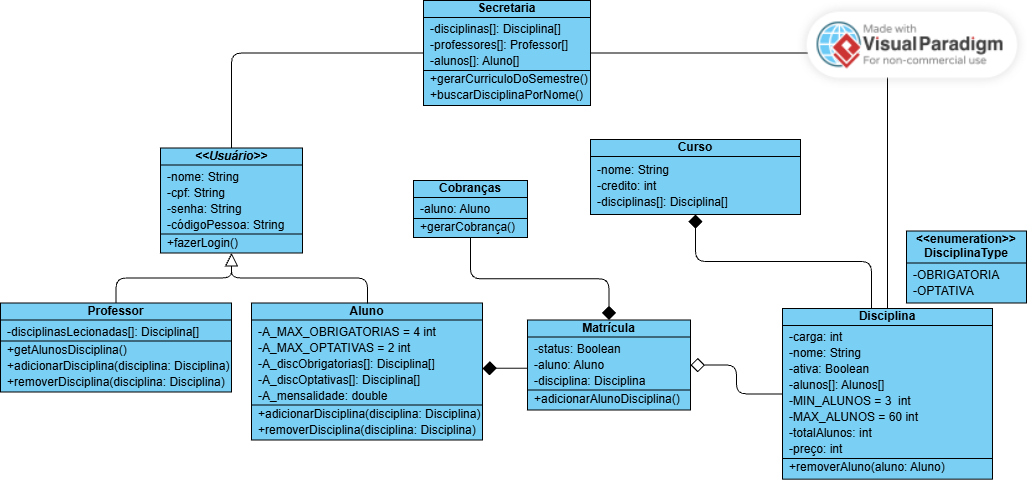 Secretaria
-disciplinas[]: Disciplina[]
-professores[]: Professor[]
-alunos[]: Aluno[]
+gerarCurriculoDoSemestre()
+buscarDisciplinaPorNome()
Made with
Visual Paradigm
For non-commercial use
<<Usuário>>
-nome: String
-cpf: String
-senha: String
-códigoPessoa: String
+fazerLogin()
Cobranças
-aluno: Aluno
+gerarCobrança()
Curso
-nome: String
-credito: int
-disciplinas[]: Disciplina[]
<<enumeration>>
DisciplinaType
-OBRIGATORIA
-OPTATIVA
Professor
-disciplinasLecionadas[]: Disciplina[]
+getAlunosDisciplina()
+adicionarDisciplina(disciplina: Disciplina)
+removerDisciplina(disciplina: Disciplina)
Aluno
-A_MAX_OBRIGATORIAS = 4 int
-A_MAX_OPTATIVAS = 2 int
-A_discObrigatorias[]: Disciplina[]
-A_discOptativas[]: Disciplina[]
-A_mensalidade: double
+adicionarDisciplina(disciplina: Disciplina)
+removerDisciplina(disciplina: Disciplina)
Matrícula
-status: Boolean
-aluno: Aluno
-disciplina: Disciplina
+adicionarAlunoDisciplina()
Disciplina
-carga: int
-nome: String
-ativa: Boolean
-alunos[]: Alunos[]
-MIN_ALUNOS = 3  int
-MAX_ALUNOS = 60 int
-totalAlunos: int
-preço: int
+removerAluno(aluno: Aluno)